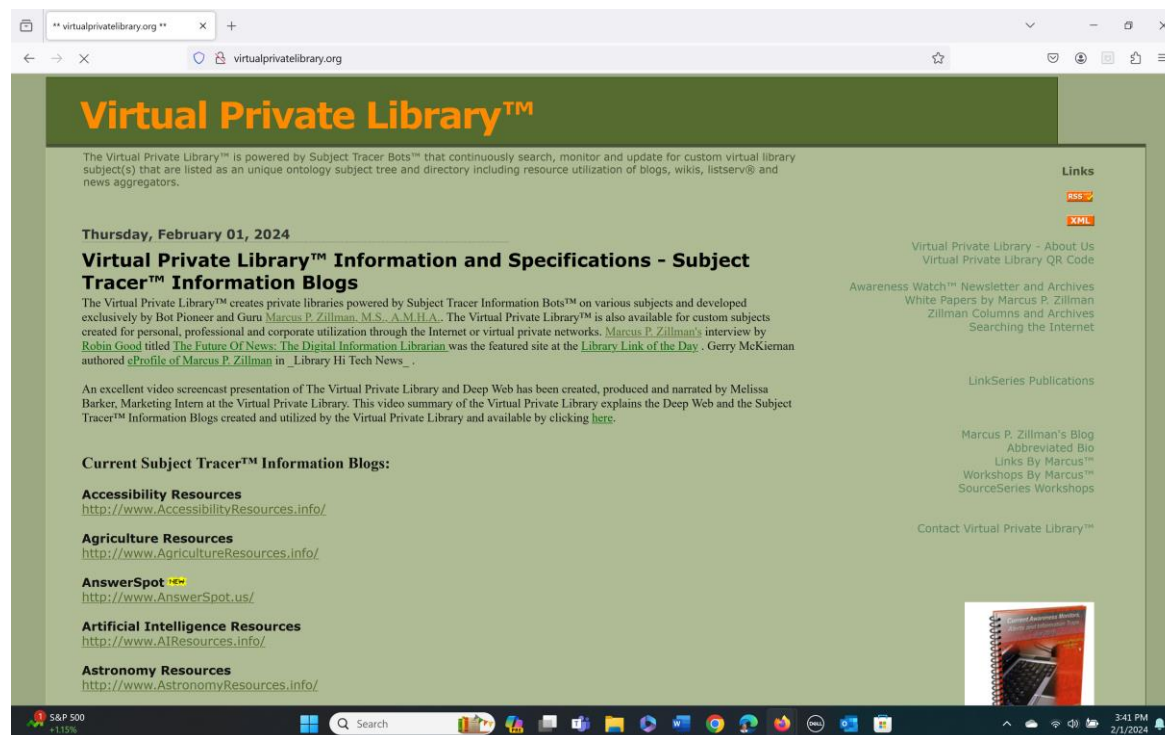 ** virtualprivatelibrary.org **
virtualprivatelibrary.org
Virtual Private Library™
The Virtual Private Library™ is powered by Subject Tracer Bots™ that continuously search, monitor and update for custom virtual library
subject(s) that are listed as an unique ontology subject tree and directory including resource utilization of blogs, wikis, listserv® and
news aggregators.
Thursday, February 01, 2024
Virtual Private Library™ Information and Specifications - Subject
Tracer™ Information Blogs
The Virtual Private Library™ creates private libraries powered by Subject Tracer Information Bots™ on various subjects and developed
exclusively by Bot Pioneer and Guru Marcus P. Zillman, M.S., A.M.H.A.. The Virtual Private Library™ is also available for custom subjects
created for personal, professional and corporate utilization through the Internet or virtual private networks. Marcus P. Zillman's interview by
Robin Good titled The Future Of News: The Digital Information Librarian was the featured site at the Library Link of the Day . Gerry McKiernan
authored eProfile of Marcus P. Zillman in _Library Hi Tech News_ .
An excellent video screencast presentation of The Virtual Private Library and Deep Web has been created, produced and narrated by Melissa
Barker, Marketing Intern at the Virtual Private Library. This video summary of the Virtual Private Library explains the Deep Web and the Subject
Tracer™ Information Blogs created and utilized by the Virtual Private Library and available by clicking here.
Current Subject Tracer™ Information Blogs:
Accessibility Resources
http://www.AccessibilityResources.info/
Agriculture Resources
http://www.AgricultureResources.info/
AnswerSpot NEW
http://www.AnswerSpot.us/
Artificial Intelligence Resources
http://www.AIResources.info/
Astronomy Resources
http://www.AstronomyResources.info/
Links
RSS
XML
Virtual Private Library - About Us
Virtual Private Library QR Code
Awareness Watch™ Newsletter and Archives
White Papers by Marcus P. Zillman
Zillman Columns and Archives
Searching the Internet
LinkSeries Publications
Marcus P. Zillman's Blog
Abbreviated Bio
Links By Marcus™
Workshops By Marcus™
SourceSeries Workshops
Contact Virtual Private Library™
Current Awareness Monitors,
S&P 500
+1.15%
Search
3:41 PM
2/1/2024